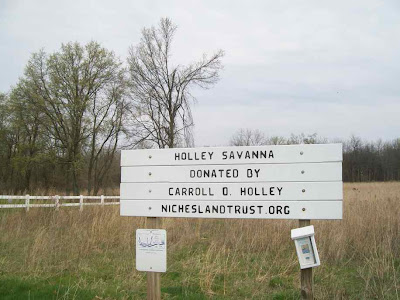 HOLLEY SAVANNA
DONATED BY
CARROLL O. HOLLEY
NICHESLANDTRUST.ORG